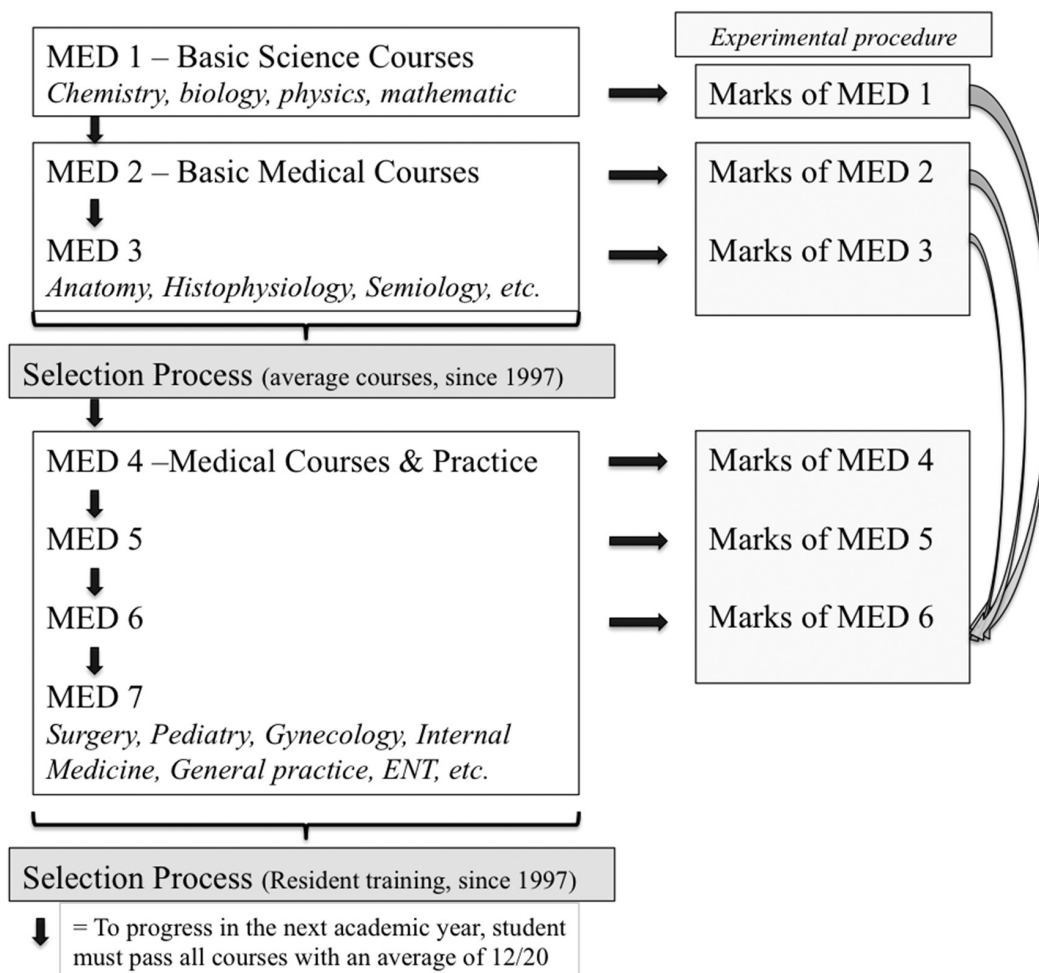 MED 1 – Basic Science Courses
Chemistry, biology, physics, mathematic
MED 2 – Basic Medical Courses
MED 3
Anatomy, Histophysiology, Semiology, etc.
Selection Process (average courses, since 1997)
MED 4 –Medical Courses & Practice
MED 5
MED 6
MED 7
Surgery, Pediatry, Gynecology, Internal
Medicine, General practice, ENT, etc.
Selection Process (Resident training, since 1997)
= To progress in the next academic year, student
must pass all courses with an average of 12/20
Experimental procedure
Marks of MED 1
Marks of MED 2
Marks of MED 3
Marks of MED 4
Marks of MED 5
Marks of MED 6